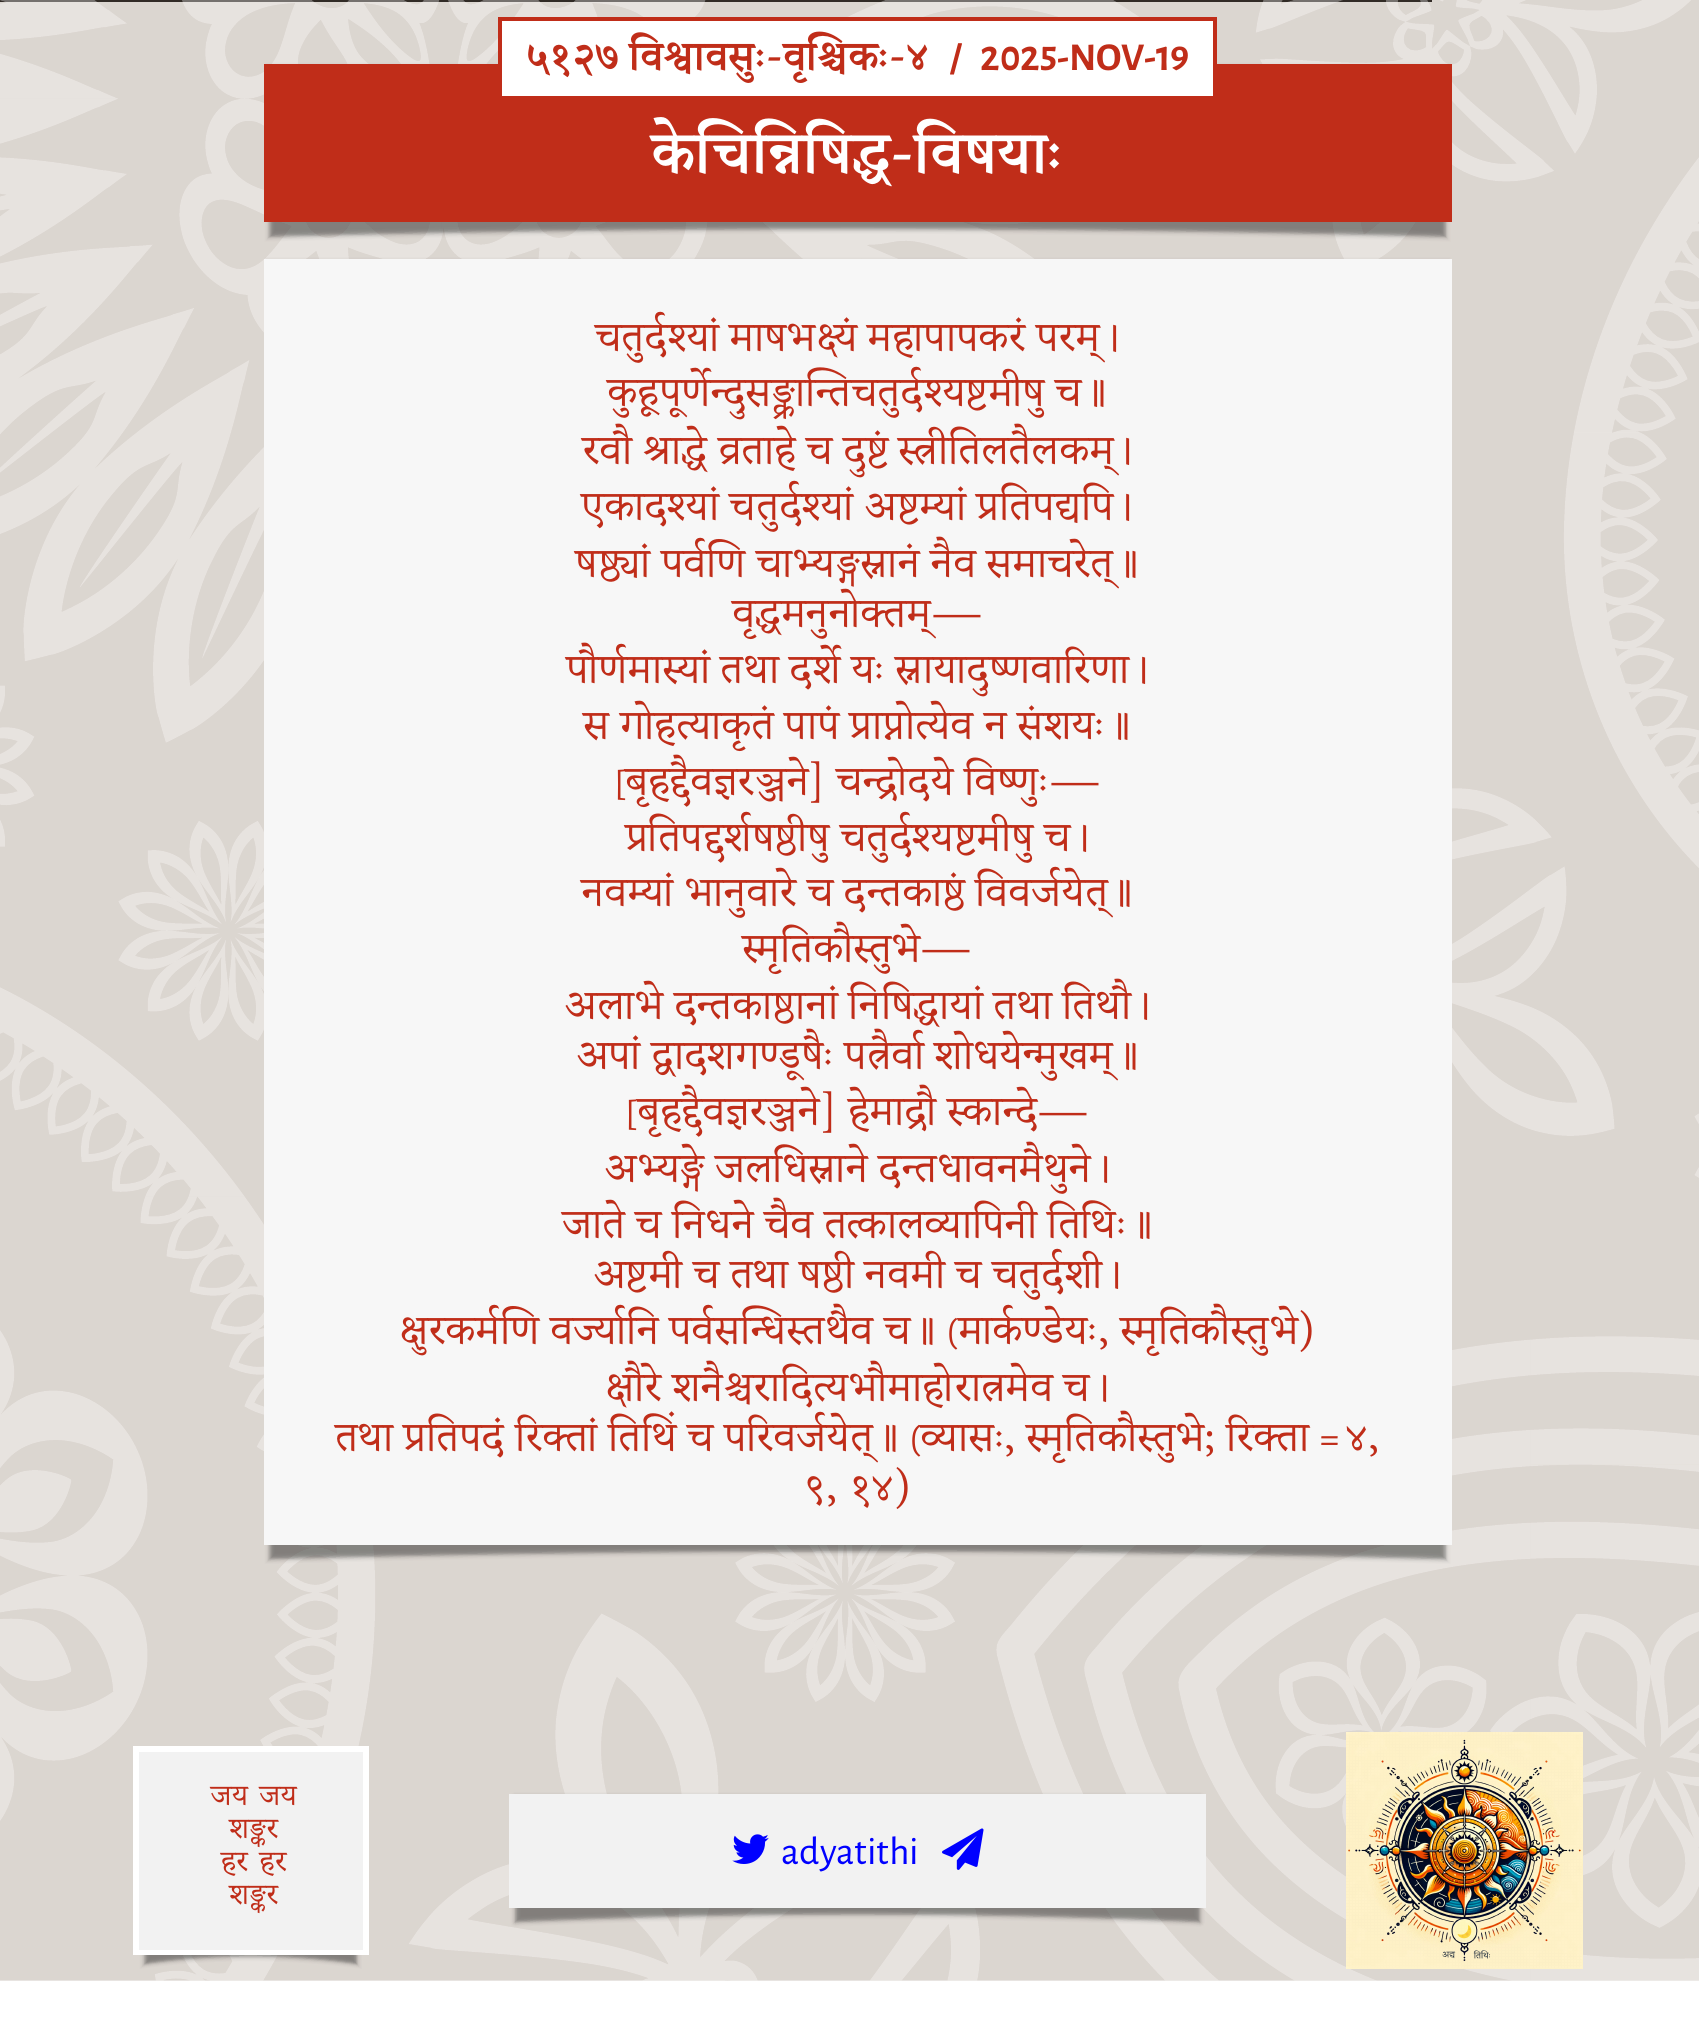 ५१२७ विश्वावसुः-वृश्चिकः-४ / 2025-NOV-19
केचिन्निषिद्ध-विषयाः
चतुर्दश्यां माषभक्ष्यं महापापकरं परम्।
कुहूपूर्णेन्दुसङ्क्रान्तिचतुर्दश्यष्टमीषु च॥
रवौ श्राद्धे व्रताहे च दुष्टं स्त्रीतिलतैलकम्।
एकादश्यां चतुर्दश्यां अष्टम्यां प्रतिपद्यपि।
षष्ठ्यां पर्वणि चाभ्यङ्गस्नानं नैव समाचरेत्॥
वृद्धमनुनोक्तम्—
पौर्णमास्यां तथा दर्शे यः स्नायादुष्णवारिणा।
स गोहत्याकृतं पापं प्राप्नोत्येव न संशयः॥
[बृहद्दैवज्ञरञ्जने] चन्द्रोदये विष्णुः—
प्रतिपद्दर्शषष्ठीषु चतुर्दश्यष्टमीषु च।
नवम्यां भानुवारे च दन्तकाष्ठं विवर्जयेत्॥
स्मृतिकौस्तुभे—
अलाभे दन्तकाष्ठानां निषिद्धायां तथा तिथौ।
अपां द्वादशगण्डूषैः पत्रैर्वा शोधयेन्मुखम्॥
[बृहद्दैवज्ञरञ्जने] हेमाद्रौ स्कान्दे—
अभ्यङ्गे जलधिस्नाने दन्तधावनमैथुने।
जाते च निधने चैव तत्कालव्यापिनी तिथिः॥
अष्टमी च तथा षष्ठी नवमी च चतुर्दशी।
क्षुरकर्मणि वर्ज्यानि पर्वसन्धिस्तथैव च॥ (मार्कण्डेयः, स्मृतिकौस्तुभे)
क्षौरे शनैश्चरादित्यभौमाहोरात्रमेव च।
तथा प्रतिपदं रिक्तां तिथिं च परिवर्जयेत्॥ (व्यासः, स्मृतिकौस्तुभे; रिक्ता = ४,
९, १४)
जय जय
शङ्कर
हर हर
शङ्कर
adyatithi
अद्य तिथिः